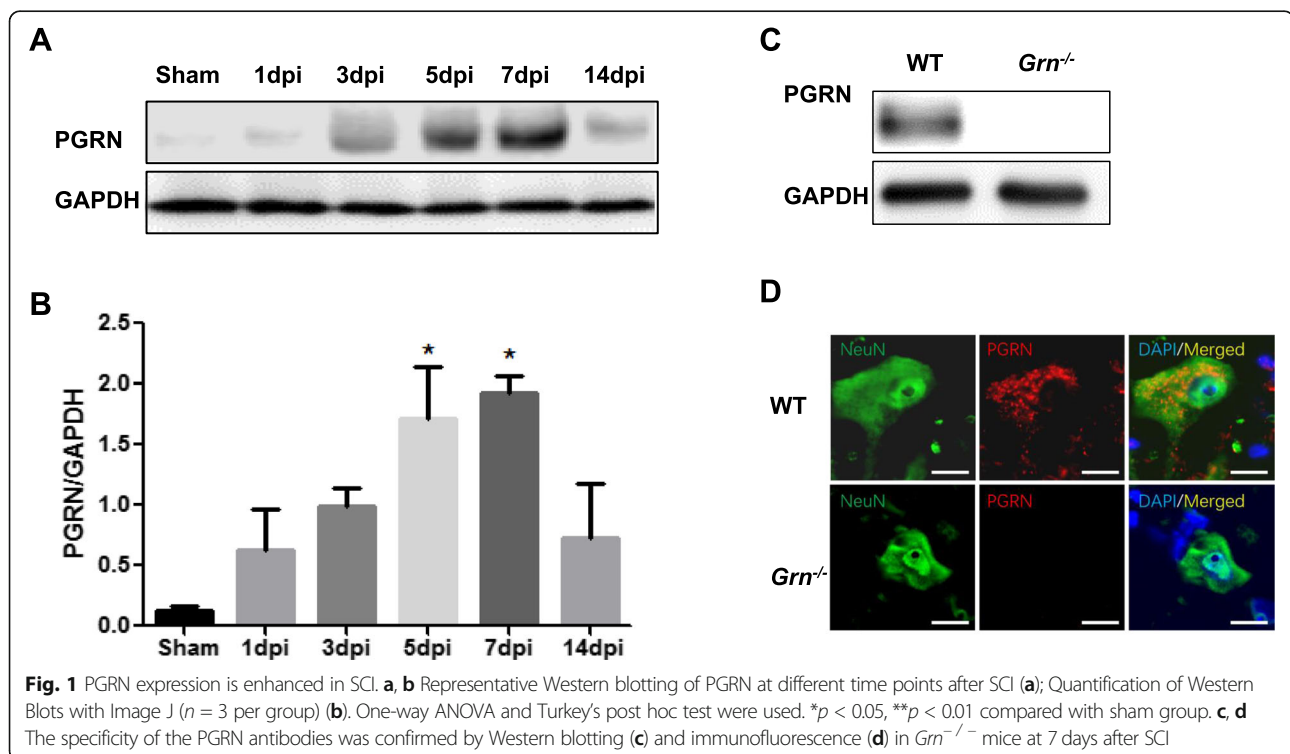 A
Sham 1dpi 3dpi 5dpi 7dpi 14dpi
PGRN
GAPDH
B
PGRN/GAPDH
2.5
2.0
1.5
1.0
0.5
0.0
* *
Sham 1dpi 3dpi 5dpi 7dpi 14dpi
C
WT Grn-/-
PGRN
GAPDH
D
NeuN PGRN DAPI/Merged
WT
NeuN PGRN DAPI/Merged
Grn-/-
Fig. 1 PGRN expression is enhanced in SCI. a, b Representative Western blotting of PGRN at different time points after SCI (a); Quantification of Western
Blots with Image J (n = 3 per group) (b). One-way ANOVA and Turkey's post hoc test were used. *p < 0.05, **p < 0.01 compared with sham group. c, d
The specificity of the PGRN antibodies was confirmed by Western blotting (c) and immunofluorescence (d) in Grn−/− mice at 7 days after SCI